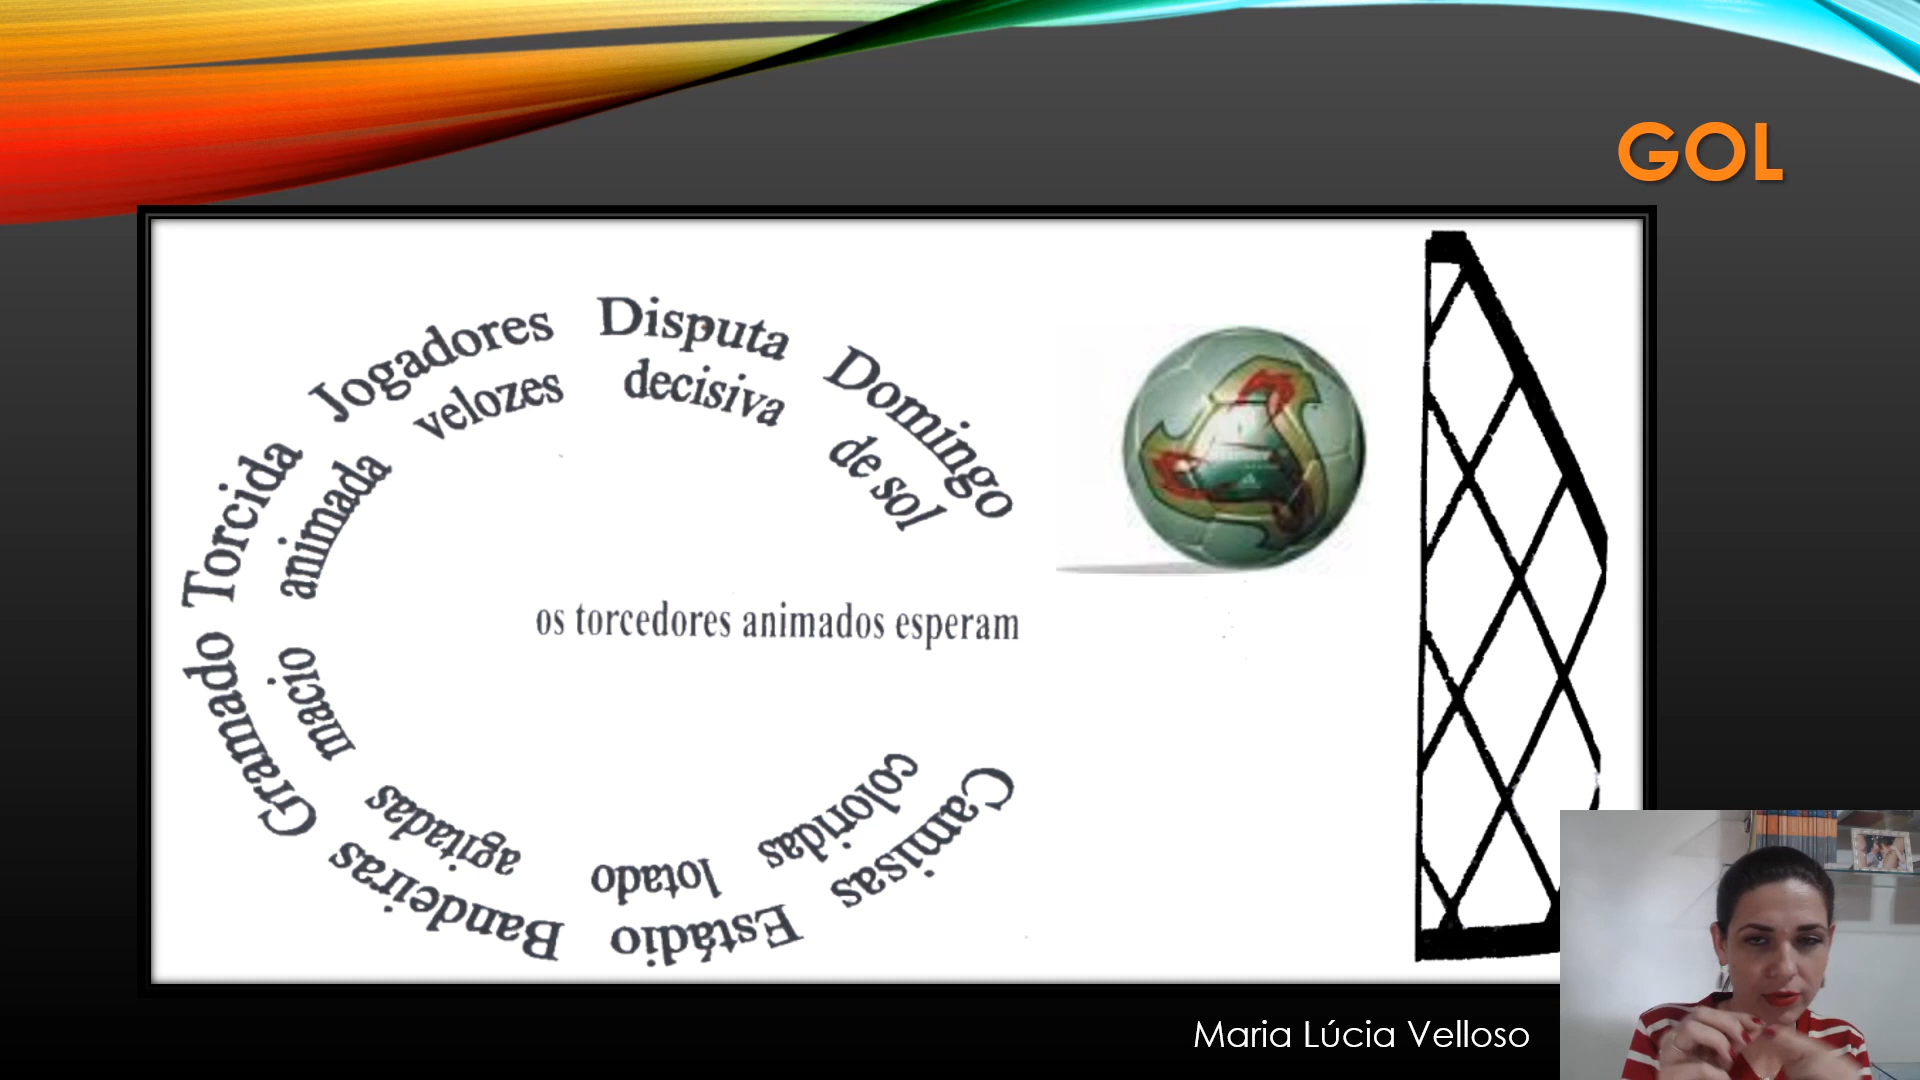 GOL
Domingo
de sol
Disputa
decisiva
Jogadores
velozes
Torcida
animada
Gramado
macio
Bandeiras
agitadas
Estádio
lotado
Camisas
coloridas
os torcedores animados esperam
Maria Lúcia Velloso